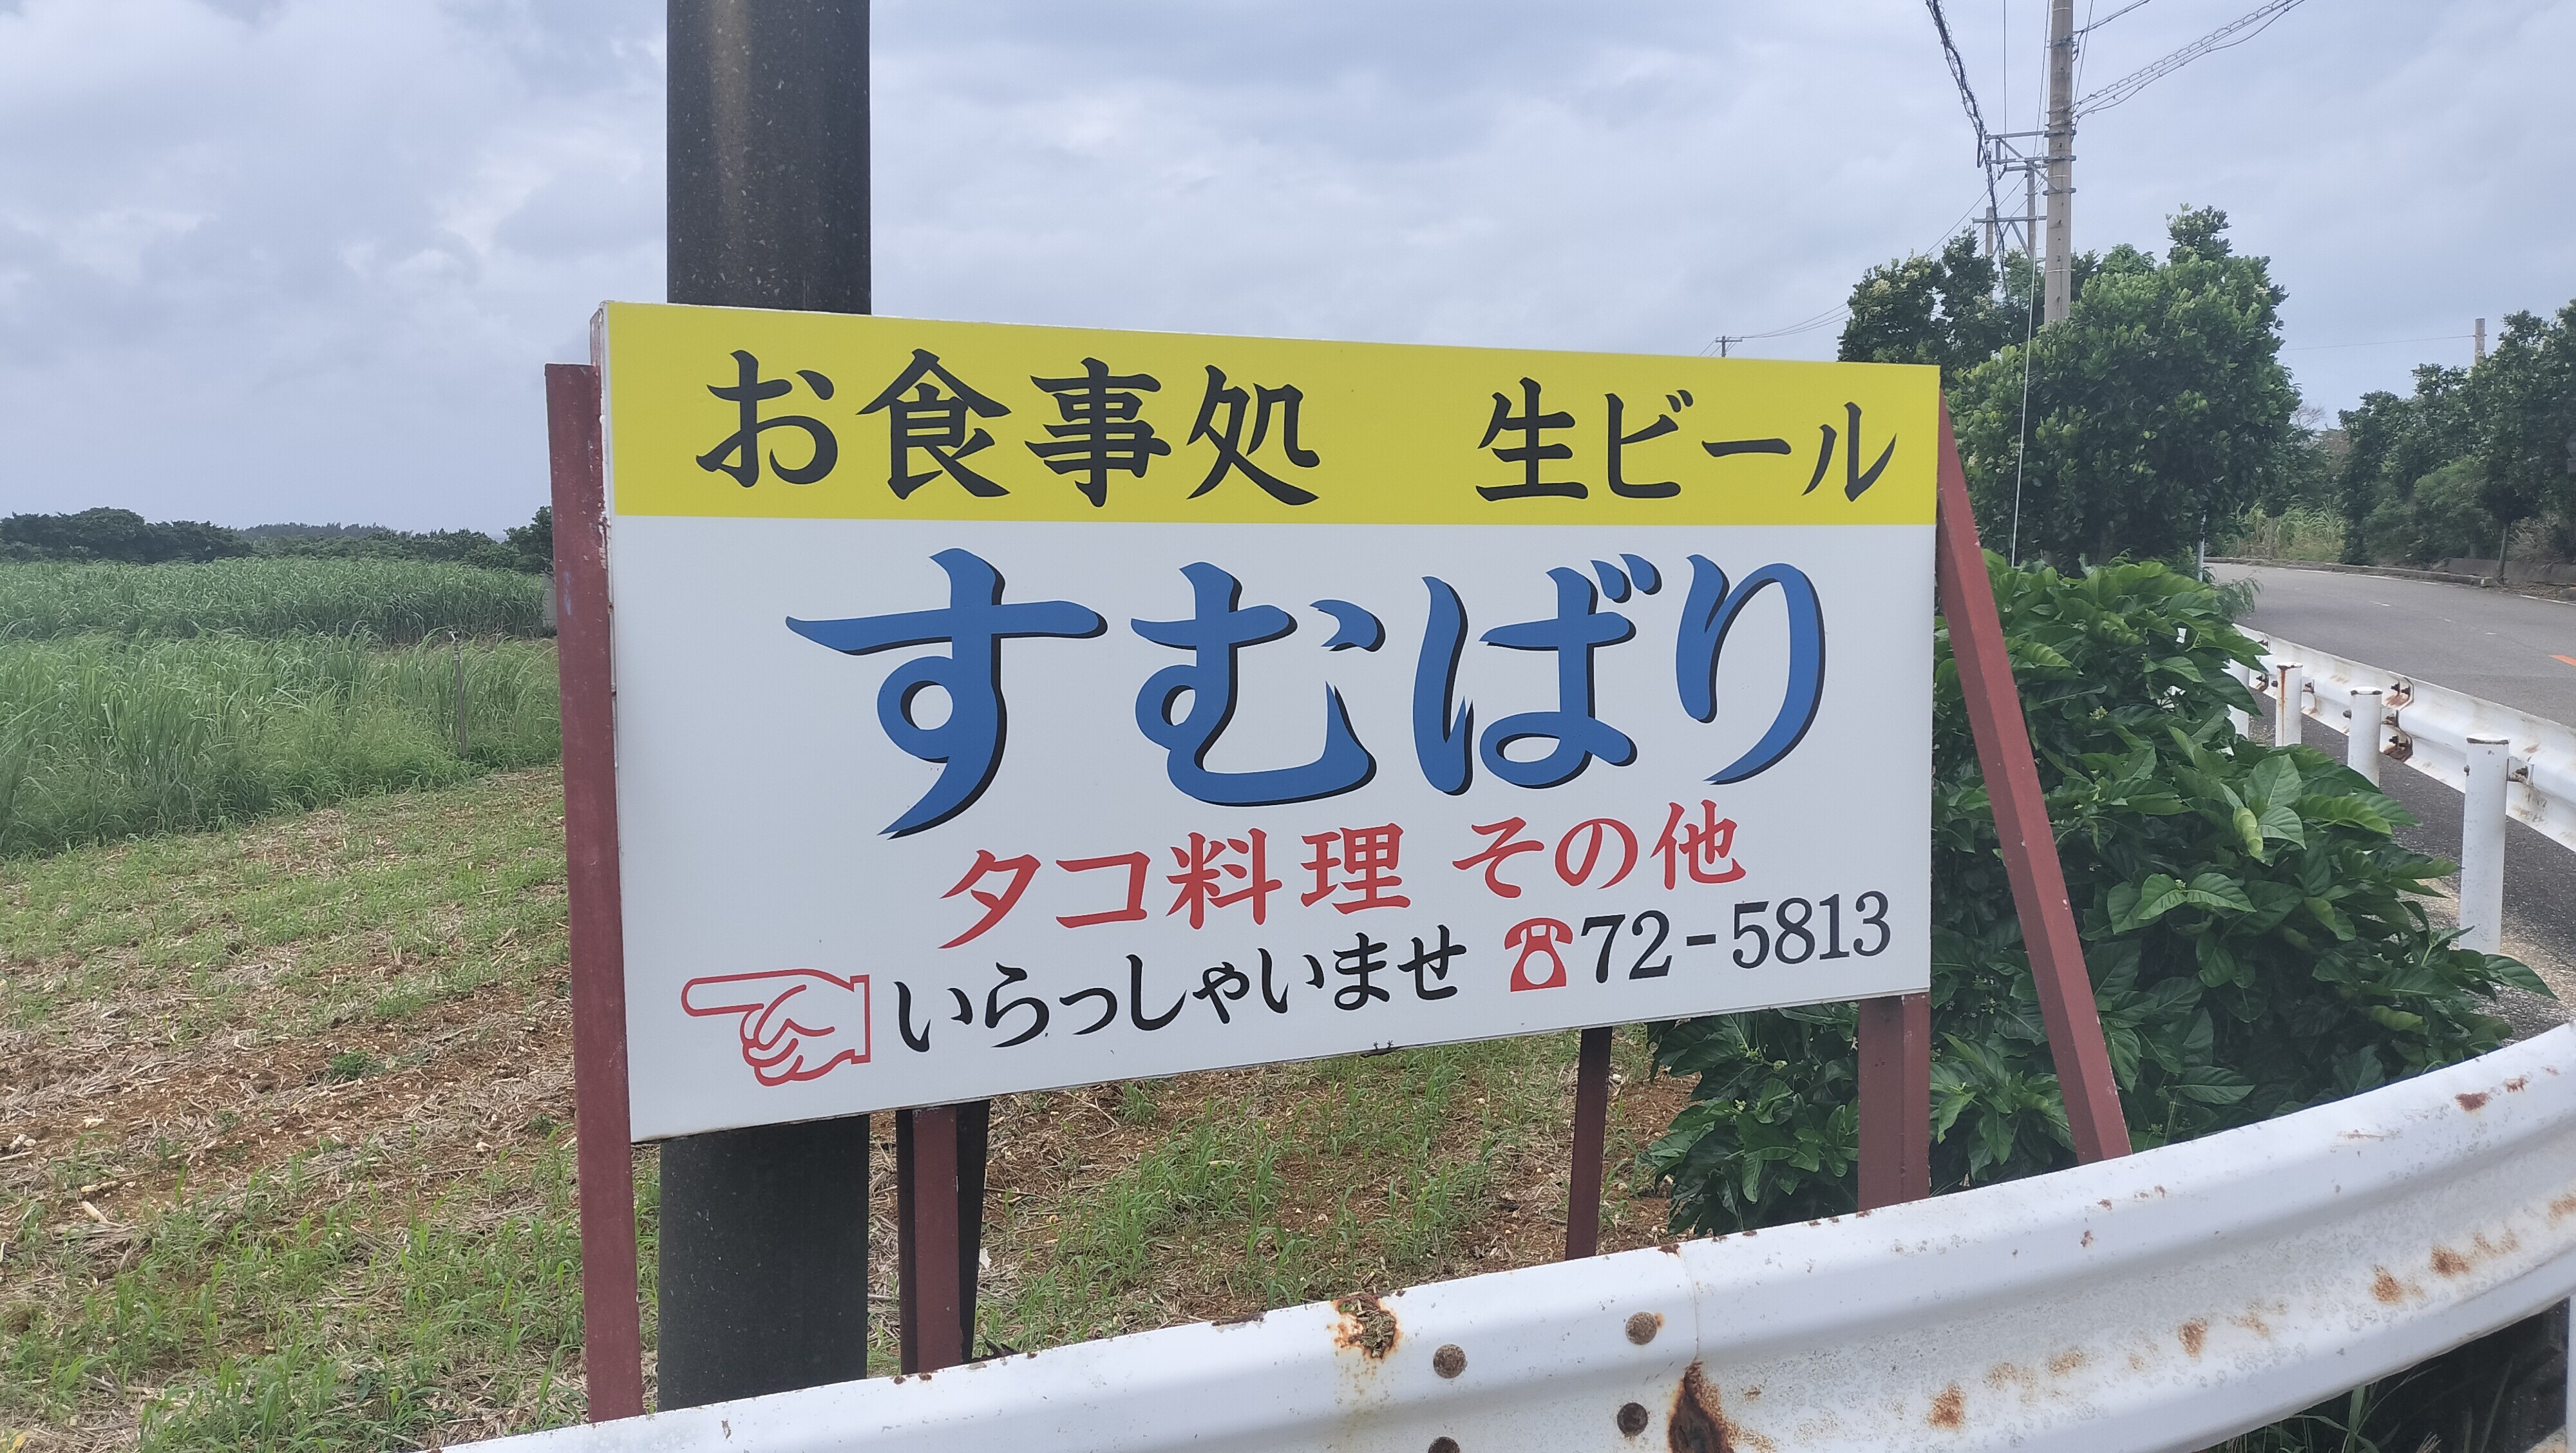 お食事処 生ビール
すむばり
タコ料理 その他
いらっしゃいませ ☎72-5813